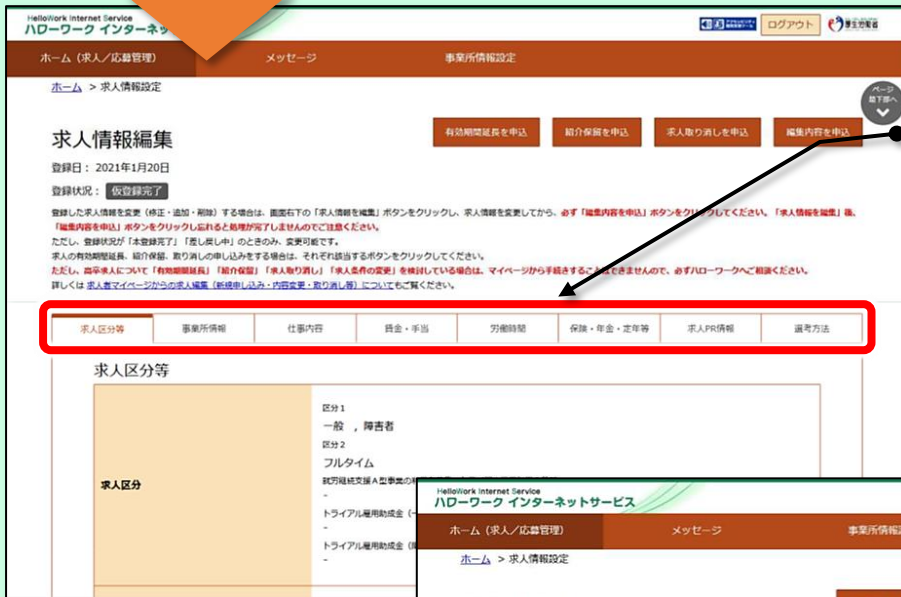 HelloWork Internet Service
ハローワーク インターネッ
ログアウト
厚生労働省
ホーム（求人／応募管理）
メッセージ
事業所情報設定
ホーム > 求人情報設定
ページ
最下部へ
求人情報編集
有効期間延長を申込
紹介保留を申込
求人取り消しを申込
編集内容を申込
登録日： 2021年1月20日
登録状況： 仮登録完了
登録した求人情報を変更（修正・追加・削除）する場合は、画面右下の「求人情報を編集」ボタンをクリックし、求人情報を変更してから、必ず「編集内容を申込」ボタンをクリックしてください。「求人情報を編集」後、
「編集内容を申込」ボタンをクリックし忘れると処理が完了しませんのでご注意ください。
ただし、登録状況が「本登録完了」「差し戻し中」のときのみ、変更可能です。
求人の有効期間延長、紹介保留、取り消しの申し込みをする場合は、それぞれ該当するボタンをクリックしてください。
ただし、高卒求人について「有効期間延長」「紹介保留」「求人取り消し」「求人条件の変更」を検討している場合は、マイページから手続きすることはできませんので、必ずハローワークへご相談ください。
詳しくは 求人者マイページからの求人編集（新規申し込み・内容変更・取り消し等）についてもご覧ください。
求人区分等
事業所情報
仕事内容
賃金・手当
労働時間
保険・年金・定年等
求人PR情報
選考方法
求人区分等
求人区分
区分1
一般 ，障害者
区分2
フルタイム
就労継続支援A型事業の
-
トライアル雇用助成金（
-
トライアル雇用助成金（
-
HelloWork Internet Service
ハローワーク インターネットサービス
ホーム（求人／応募管理）
メッセージ
事業所情報
ホーム > 求人情報設定